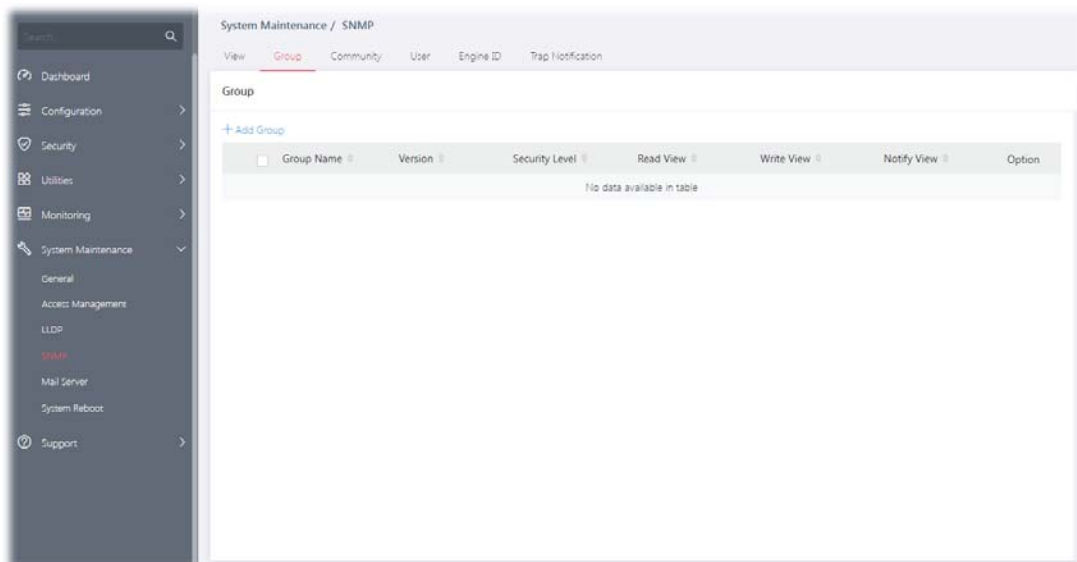 Search...
Dashboard
Configuration
Security
Utilities
Monitoring
System Maintenance
General
Access Management
LLDP
SNMP
Mail Server
System Reboot
Support
System Maintenance / SNMP
View Group Community User Engine ID Trap Notification
Group
+ Add Group
Group Name Version Security Level Read View Write View Notify View Option
No data available in table